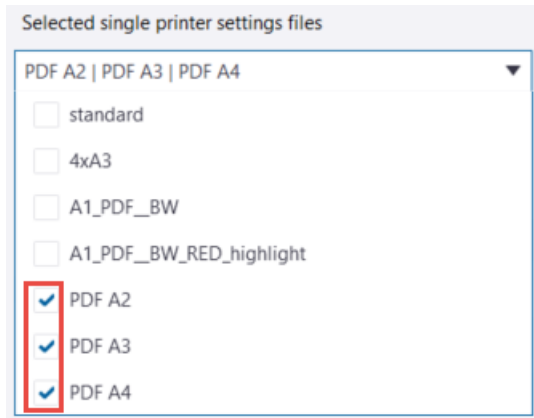 Selected single printer settings files
PDF A2 | PDF A3 | PDF A4
standard
4xA3
A1_PDF__BW
A1_PDF__BW_RED_highlight
PDF A2
PDF A3
PDF A4